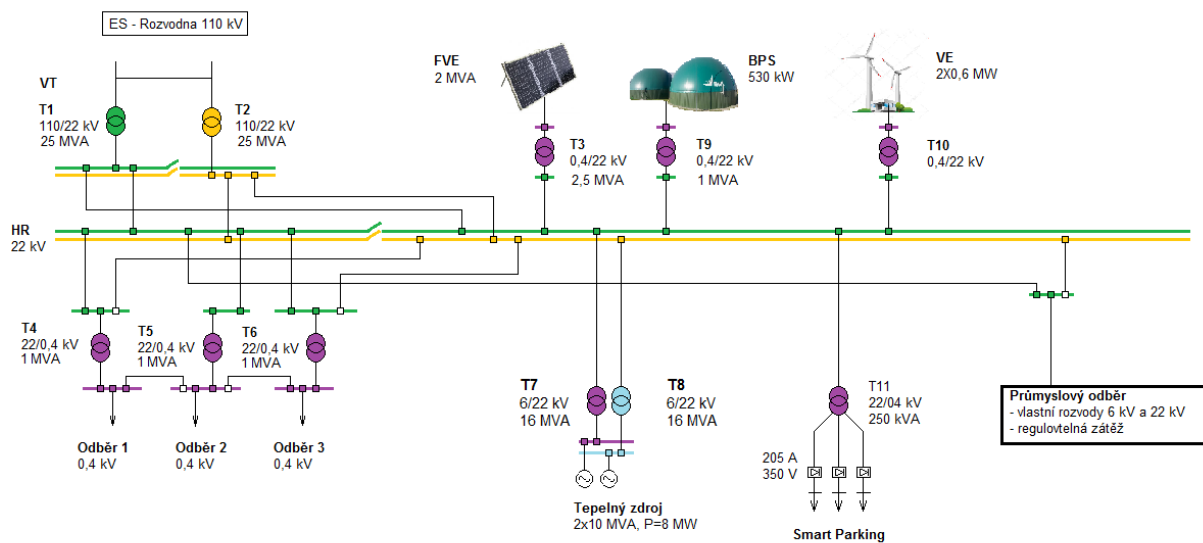 ES - Rozvodna 110 kV
VT
T1
110/22 kV
25 MVA
T2
110/22 kV
25 MVA
FVE
2 MVA
BPS
530 kW
VE
2X0,6 MW
T3
0,4/22 kV
2,5 MVA
T9
0,4/22 kV
1 MVA
T10
0,4/22 kV
HR
22 kV
T4
22/0,4 kV
1 MVA
T5
22/0,4 kV
1 MVA
T6
22/0,4 kV
1 MVA
Odběr 1
0,4 kV
Odběr 2
0,4 kV
Odběr 3
0,4 kV
T7
6/22 kV
16 MVA
T8
6/22 kV
16 MVA
Tepelný zdroj
2x10 MVA, P=8 MW
T11
22/04 kV
250 kVA
205 A
350 V
Smart Parking
Průmyslový odběr
- vlastní rozvody 6 kV a 22 kV
- regulovtelná zátěž